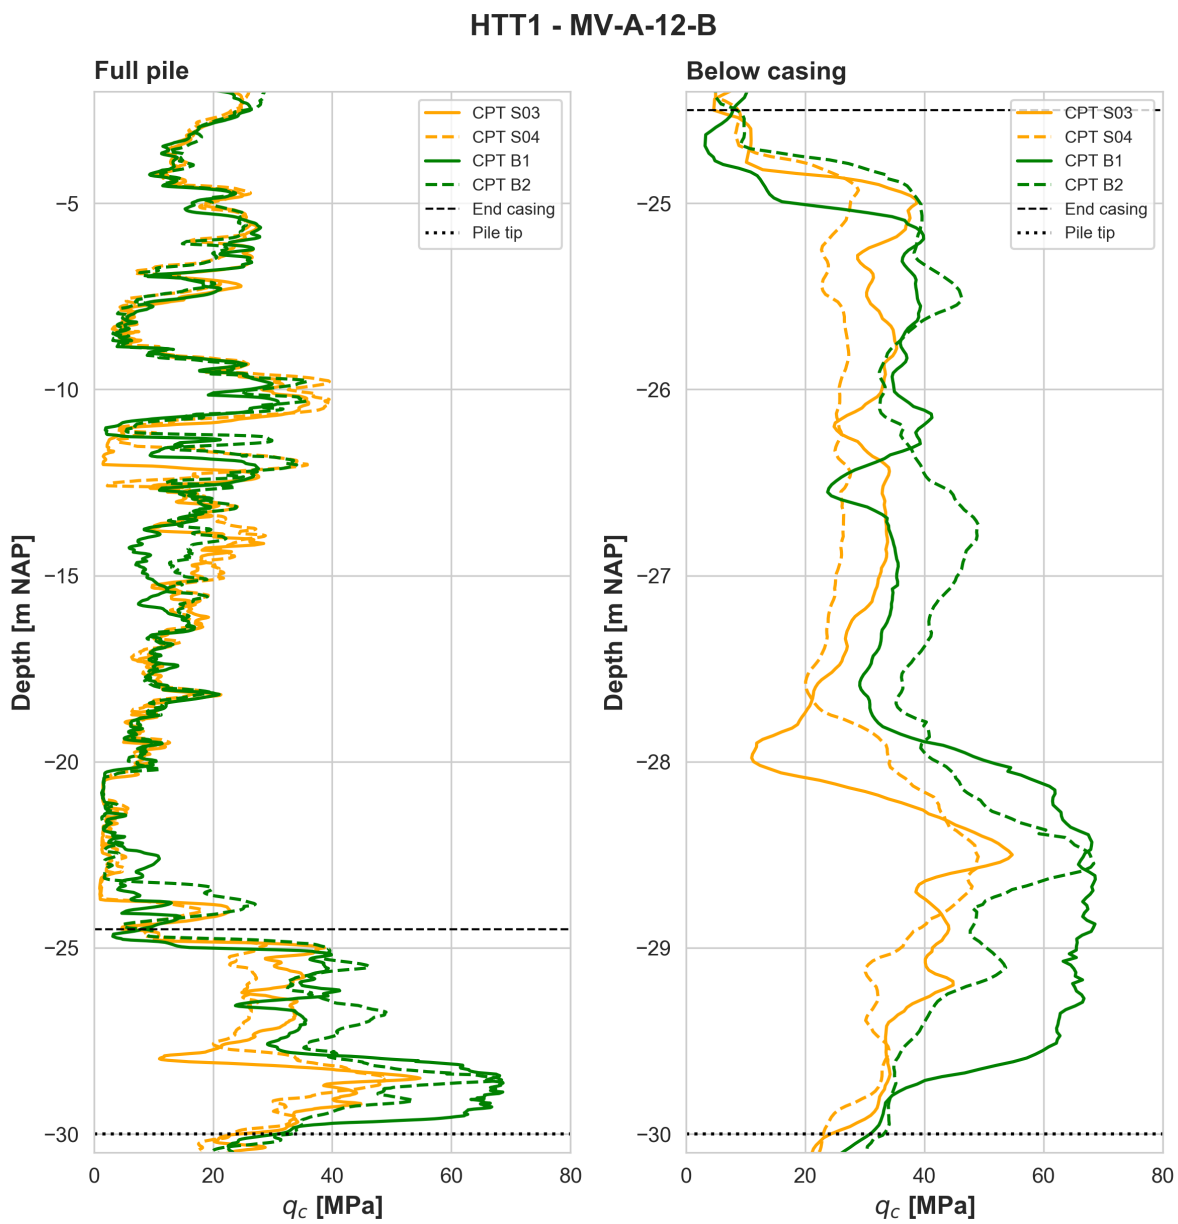 HTT1 - MV-A-12-B
Full pile
CPT S03
CPT S04
CPT B1
CPT B2
End casing
Pile tip
−5
−10
−15
−20
−25
−30
Depth [m NAP]
0
20
40
60
80
qc [MPa]
Below casing
CPT S03
CPT S04
CPT B1
CPT B2
End casing
Pile tip
−25
−26
−27
−28
−29
−30
Depth [m NAP]
0
20
40
60
80
qc [MPa]